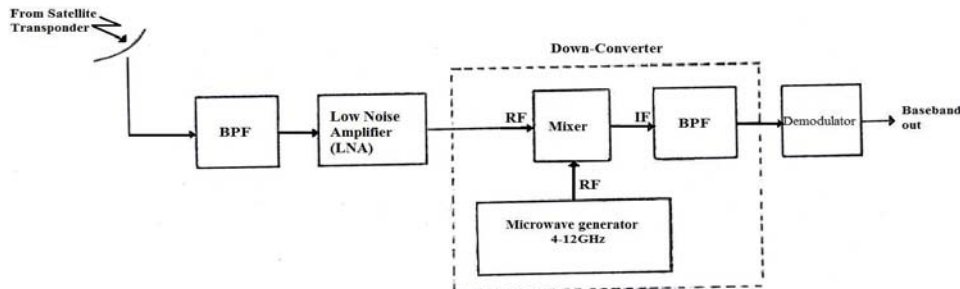 From Satellite
Transponder
Down-Converter
BPF
Low Noise
Amplifier
(LNA)
RF
Mixer
IF
BPF
Demodulator
Baseband
out
RF
Microwave generator
4-12GHz